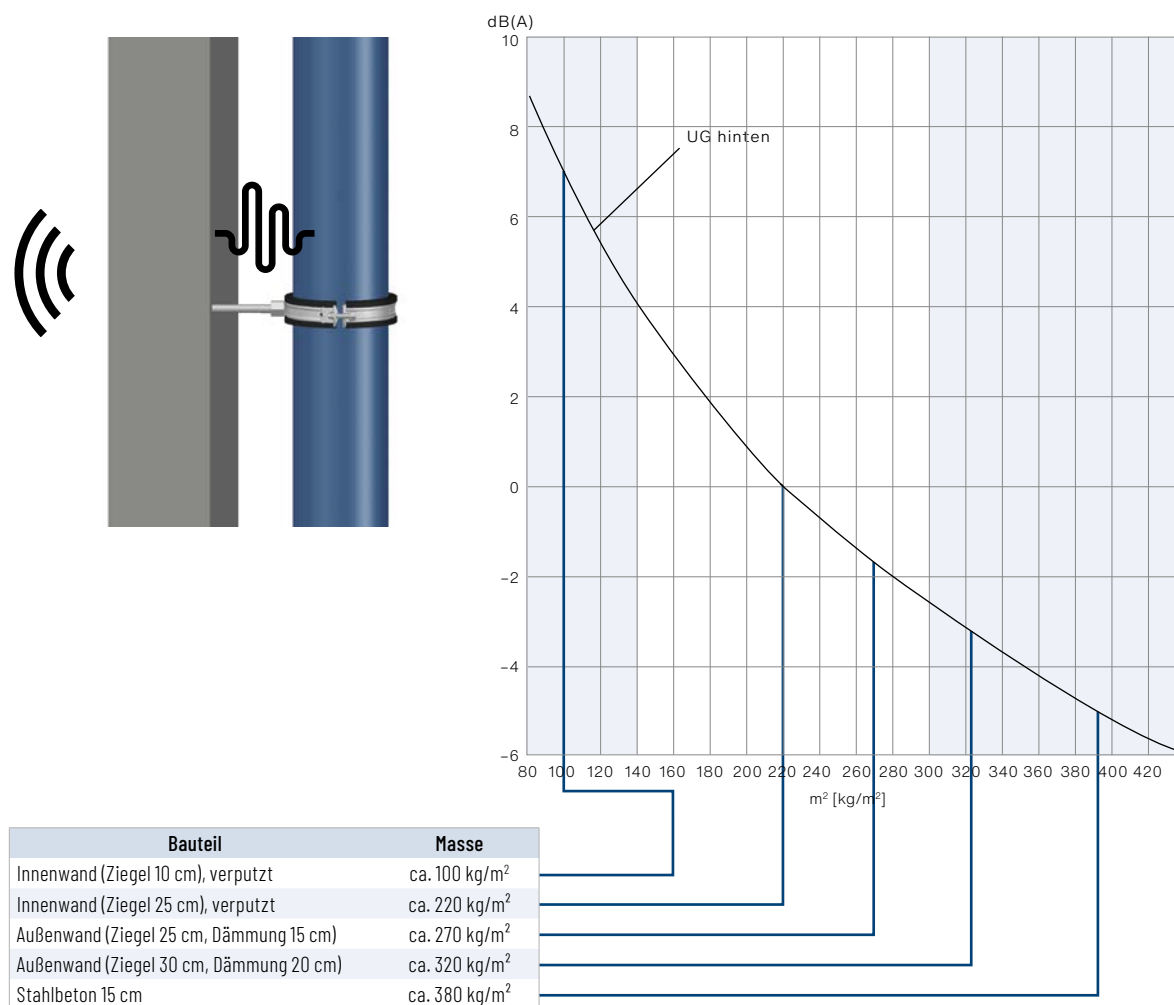 dB(A)
10
8
6
4
2
0
−2
−4
−6
UG hinten
80 100 120 140 160 180 200 220 240 260 280 300 320 340 360 380 400 420
m² [kg/m²]
Bauteil Masse
Innenwand (Ziegel 10 cm), verputzt ca. 100 kg/m²
Innenwand (Ziegel 25 cm), verputzt ca. 220 kg/m²
Außenwand (Ziegel 25 cm, Dämmung 15 cm) ca. 270 kg/m²
Außenwand (Ziegel 30 cm, Dämmung 20 cm) ca. 320 kg/m²
Stahlbeton 15 cm ca. 380 kg/m²